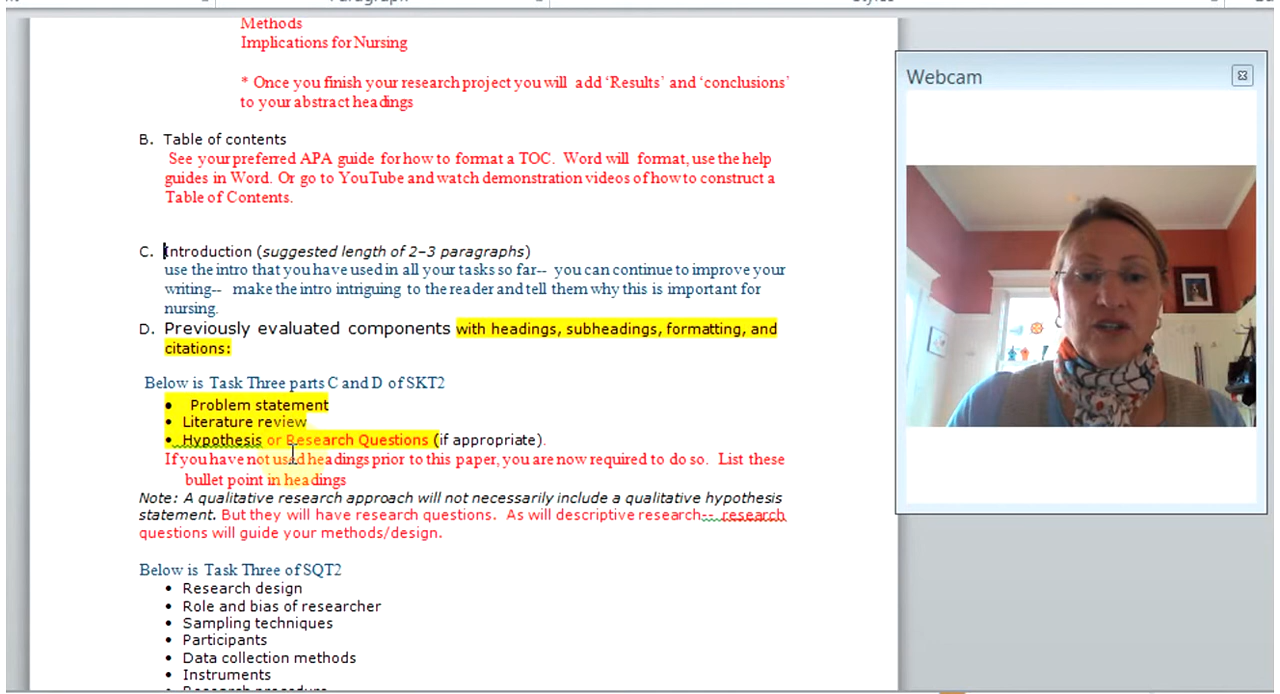 Paragraph
Styles
Methods
Implications for Nursing
* Once you finish your research project you will add ‘Results’ and ‘conclusions’
to your abstract headings
B. Table of contents
See your preferred APA guide for how to format a TOC. Word will format, use the help
guides in Word. Or go to YouTube and watch demonstration videos of how to construct a
Table of Contents.
C. Introduction (suggested length of 2–3 paragraphs)
use the intro that you have used in all your tasks so far-- you can continue to improve your
writing-- make the intro intriguing to the reader and tell them why this is important for
nursing.
D. Previously evaluated components with headings, subheadings, formatting, and
citations:
Below is Task Three parts C and D of SKT2
• Problem statement
• Literature review
• Hypothesis or Research Questions (if appropriate).
If you have not used headings prior to this paper, you are now required to do so. List these
bullet point in headings
Note: A qualitative research approach will not necessarily include a qualitative hypothesis
statement. But they will have research questions. As will descriptive research-- research
questions will guide your methods/design.
Below is Task Three of SQT2
• Research design
• Role and bias of researcher
• Sampling techniques
• Participants
• Data collection methods
• Instruments
• Research procedure
Webcam